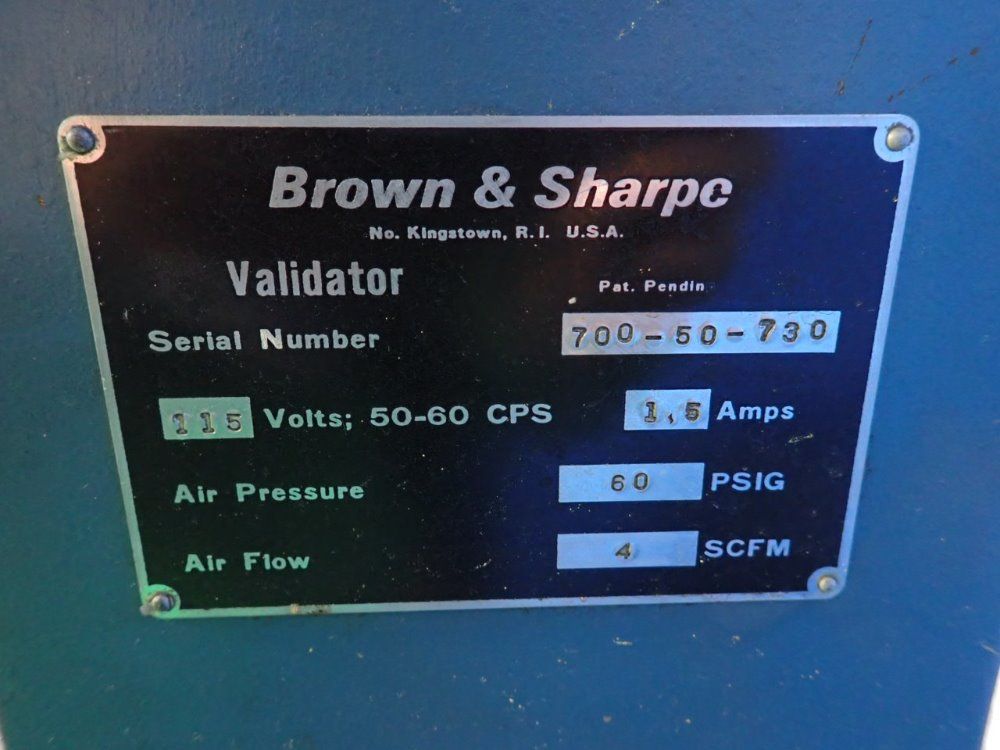 Brown & Sharpe
No. Kingstown, R.I. U.S.A.
Validator
Pat. Pendin
Serial Number 700-50-730
115 Volts; 50-60 CPS 1,5 Amps
Air Pressure 60 PSIG
Air Flow 4 SCFM